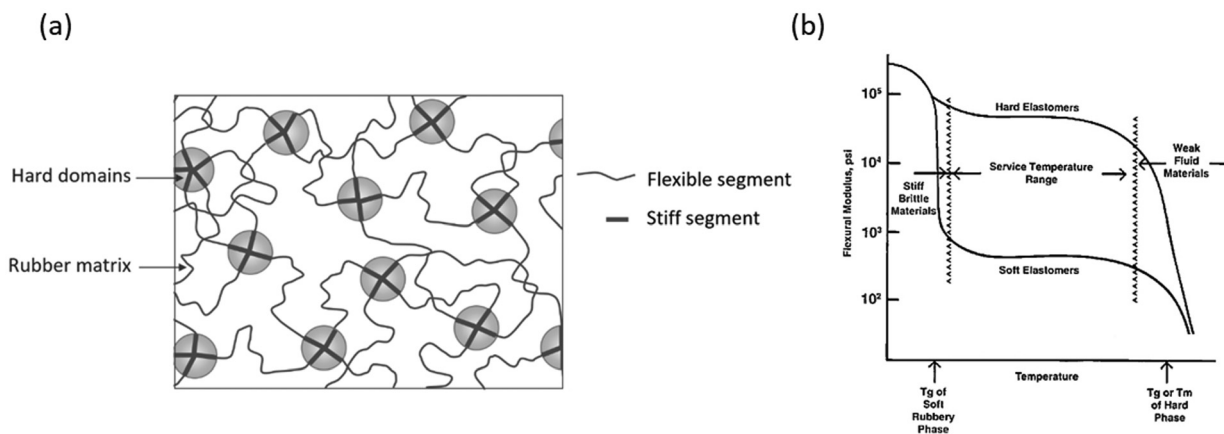 (a)
Hard domains
Rubber matrix
Flexible segment
Stiff segment
(b)
Flexural Modulus, psi
10⁵
10⁴
10³
10²
Hard Elastomers
Service Temperature
Range
Weak
Fluid
Materials
Stiff
Brittle
Materials
Soft Elastomers
Temperature
Tg of
Soft
Rubbery
Phase
Tg or Tm
of Hard
Phase